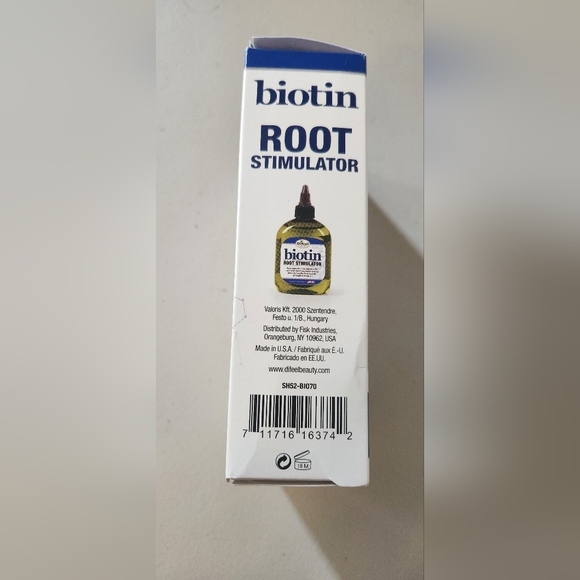 biotin
ROOT
STIMULATOR
biotin
ROOT STIMULATOR
Valoris Kft. 2000 Szentendre,
Festo u. 1/B., Hungary
Distributed by Fisk Industries,
Orangeburg, NY 10962, USA
Made in U.S.A. / Fabriqué aux É.-U.
Fabricado en EE.UU.
www.difeelbeauty.com
SH52-BIO70
7 11716 16374 2
18 M